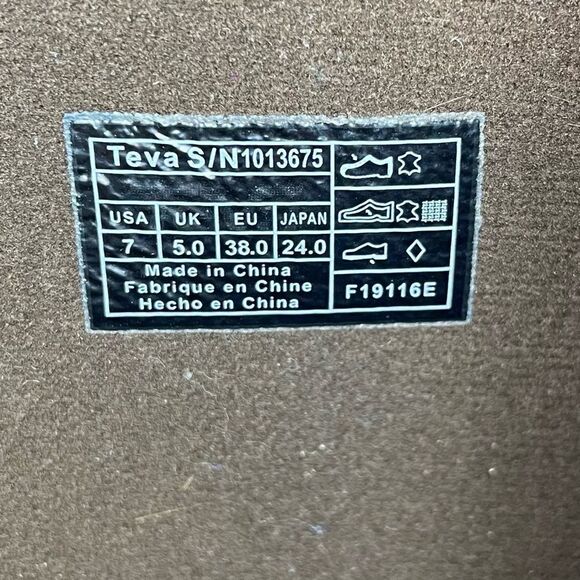 Teva S/N1013675
USA UK EU JAPAN
7 5.0 38.0 24.0
Made in China
Fabrique en Chine
Hecho en China
F19116E